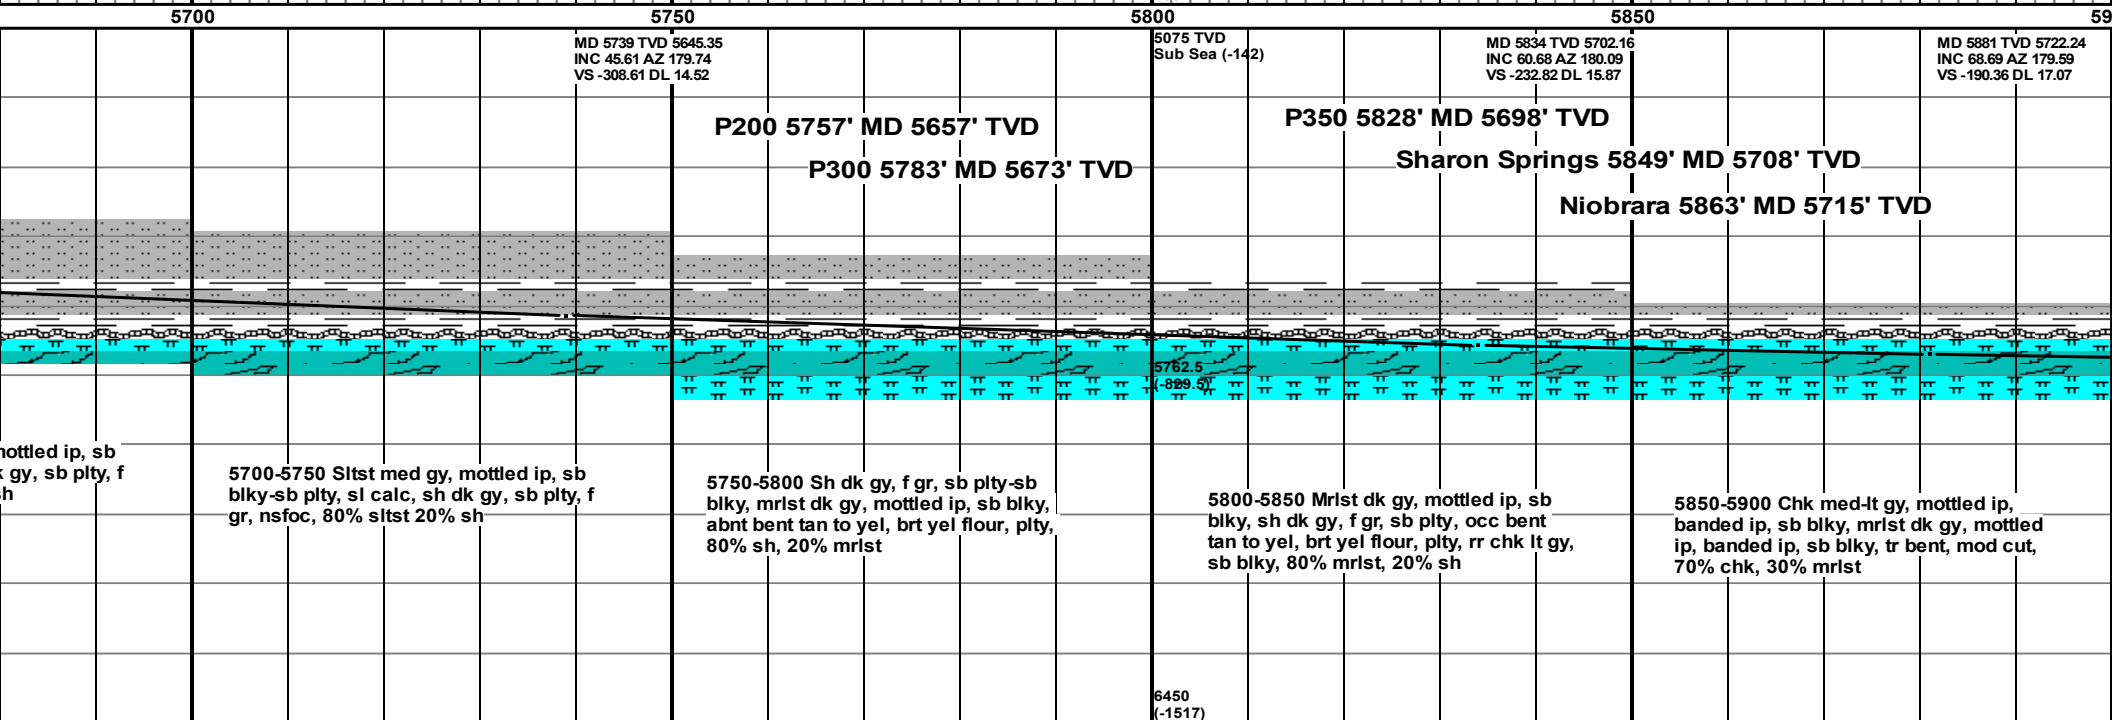 5700
5750
5800
5850
59
MD 5739 TVD 5645.35
INC 45.61 AZ 179.74
VS -308.61 DL 14.52
5075 TVD
Sub Sea (-142)
MD 5834 TVD 5702.16
INC 60.68 AZ 180.09
VS -232.82 DL 15.87
MD 5881 TVD 5722.24
INC 68.69 AZ 179.59
VS -190.36 DL 17.07
P200 5757' MD 5657' TVD
P300 5783' MD 5673' TVD
P350 5828' MD 5698' TVD
Sharon Springs 5849' MD 5708' TVD
Niobrara 5863' MD 5715' TVD
5762.5
(-829.5)
mottled ip, sb
k gy, sb plty, f
sh
5700-5750 Sltst med gy, mottled ip, sb
blky-sb plty, sl calc, sh dk gy, sb plty, f
gr, nsfoc, 80% sltst 20% sh
5750-5800 Sh dk gy, f gr, sb plty-sb
blky, mrlst dk gy, mottled ip, sb blky,
abnt bent tan to yel, brt yel flour, plty,
80% sh, 20% mrlst
5800-5850 Mrlst dk gy, mottled ip, sb
blky, sh dk gy, f gr, sb plty, occ bent
tan to yel, brt yel flour, plty, rr chk lt gy,
sb blky, 80% mrlst, 20% sh
5850-5900 Chk med-lt gy, mottled ip,
banded ip, sb blky, mrlst dk gy, mottled
ip, banded ip, sb blky, tr bent, mod cut,
70% chk, 30% mrlst
6450
(-1517)